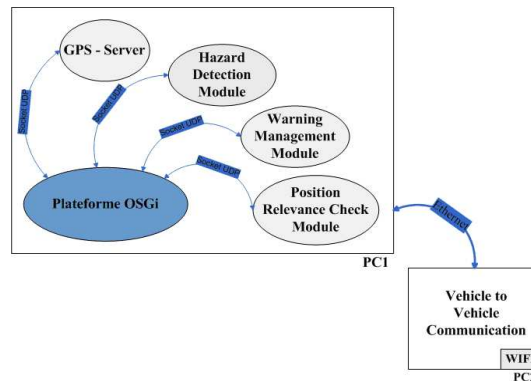 GPS - Server
Hazard
Detection
Module
Socket UDP
Socket UDP
Socket UDP
Warning
Management
Module
Socket UDP
Plateforme OSGi
Position
Relevance Check
Module
Ethernet
PC1
Vehicle to
Vehicle
Communication
WIF